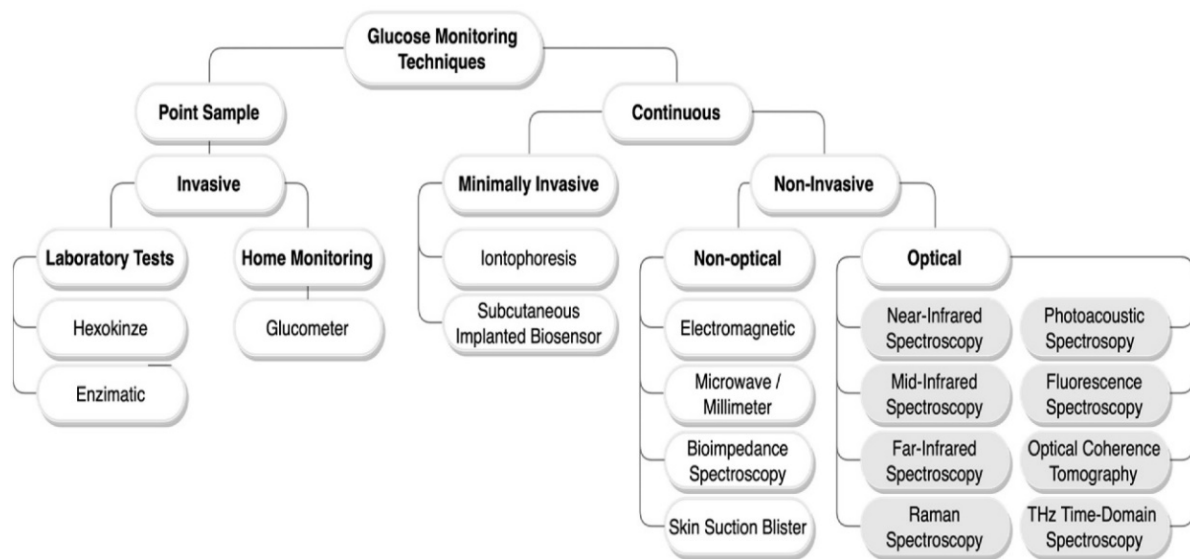 Glucose Monitoring
Techniques
Point Sample
Continuous
Invasive
Minimally Invasive
Non-Invasive
Laboratory Tests
Home Monitoring
Iontophoresis
Non-optical
Optical
Hexokinze
Glucometer
Subcutaneous
Implanted Biosensor
Electromagnetic
Near-Infrared
Spectroscopy
Photoacoustic
Spectrosopy
Enzimatic
Microwave /
Millimeter
Mid-Infrared
Spectroscopy
Fluorescence
Spectroscopy
Bioimpedance
Spectroscopy
Far-Infrared
Spectroscopy
Optical Coherence
Tomography
Skin Suction Blister
Raman
Spectroscopy
THz Time-Domain
Spectroscopy